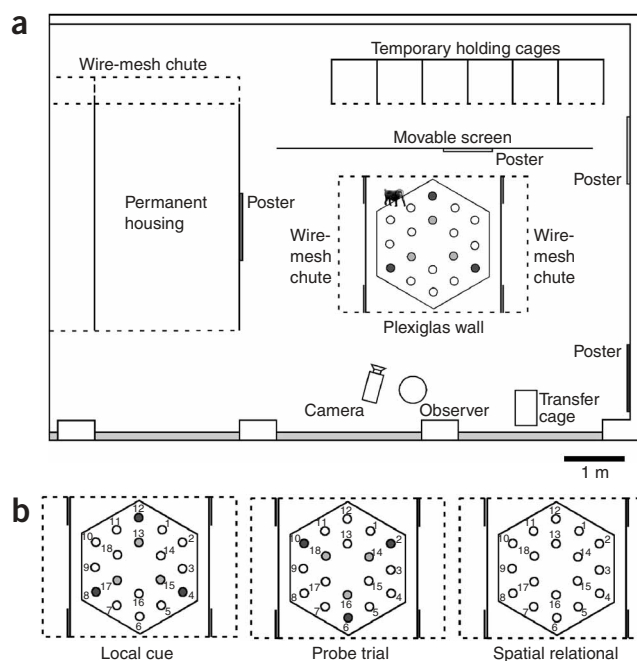 a
Temporary holding cages
Wire-mesh chute
Movable screen
Poster
Poster
Permanent
housing
Poster
Wire-
mesh
chute
Wire-
mesh
chute
Plexiglas wall
Poster
Camera
Observer
Transfer
cage
1 m
b
12
11
1
10
13
2
18
14
9
3
17
15
8
16
4
7
5
6
Local cue
12
11
1
10
13
2
18
14
9
3
17
15
8
16
4
7
5
6
Probe trial
12
11
1
10
13
2
18
14
9
3
17
15
8
16
4
7
5
6
Spatial relational